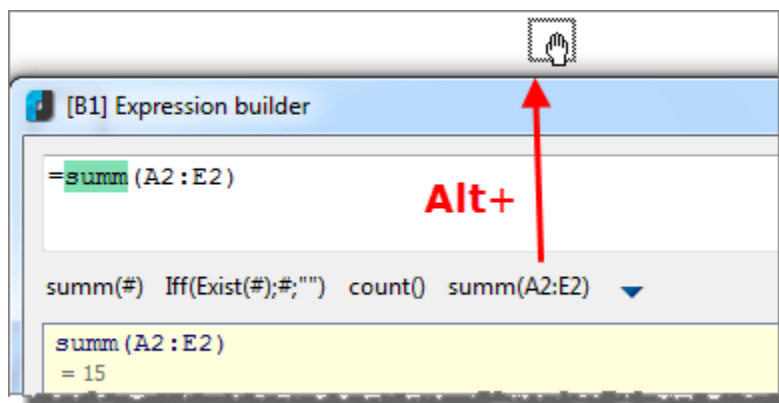 [B1] Expression builder
=summ(A2:E2)
Alt+
summ(#) Iff(Exist(#);#;"") count() summ(A2:E2)
summ(A2:E2)
= 15